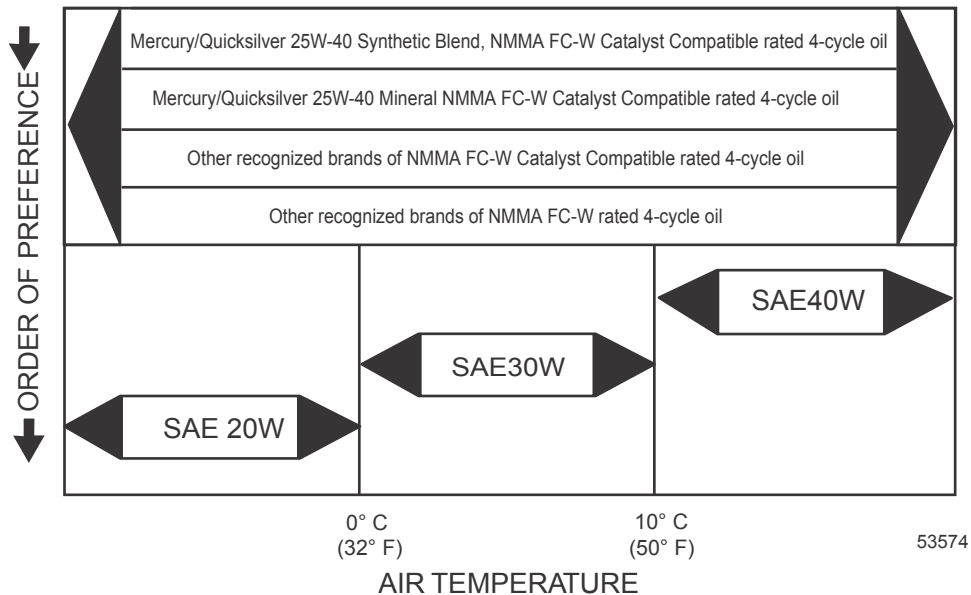 Mercury/Quicksilver 25W-40 Synthetic Blend, NMMA FC-W Catalyst Compatible rated 4-cycle oil
Mercury/Quicksilver 25W-40 Mineral NMMA FC-W Catalyst Compatible rated 4-cycle oil
Other recognized brands of NMMA FC-W Catalyst Compatible rated 4-cycle oil
Other recognized brands of NMMA FC-W rated 4-cycle oil
ORDER OF PREFERENCE
SAE40W
SAE30W
SAE 20W
0° C
(32° F)
10° C
(50° F)
53574
AIR TEMPERATURE